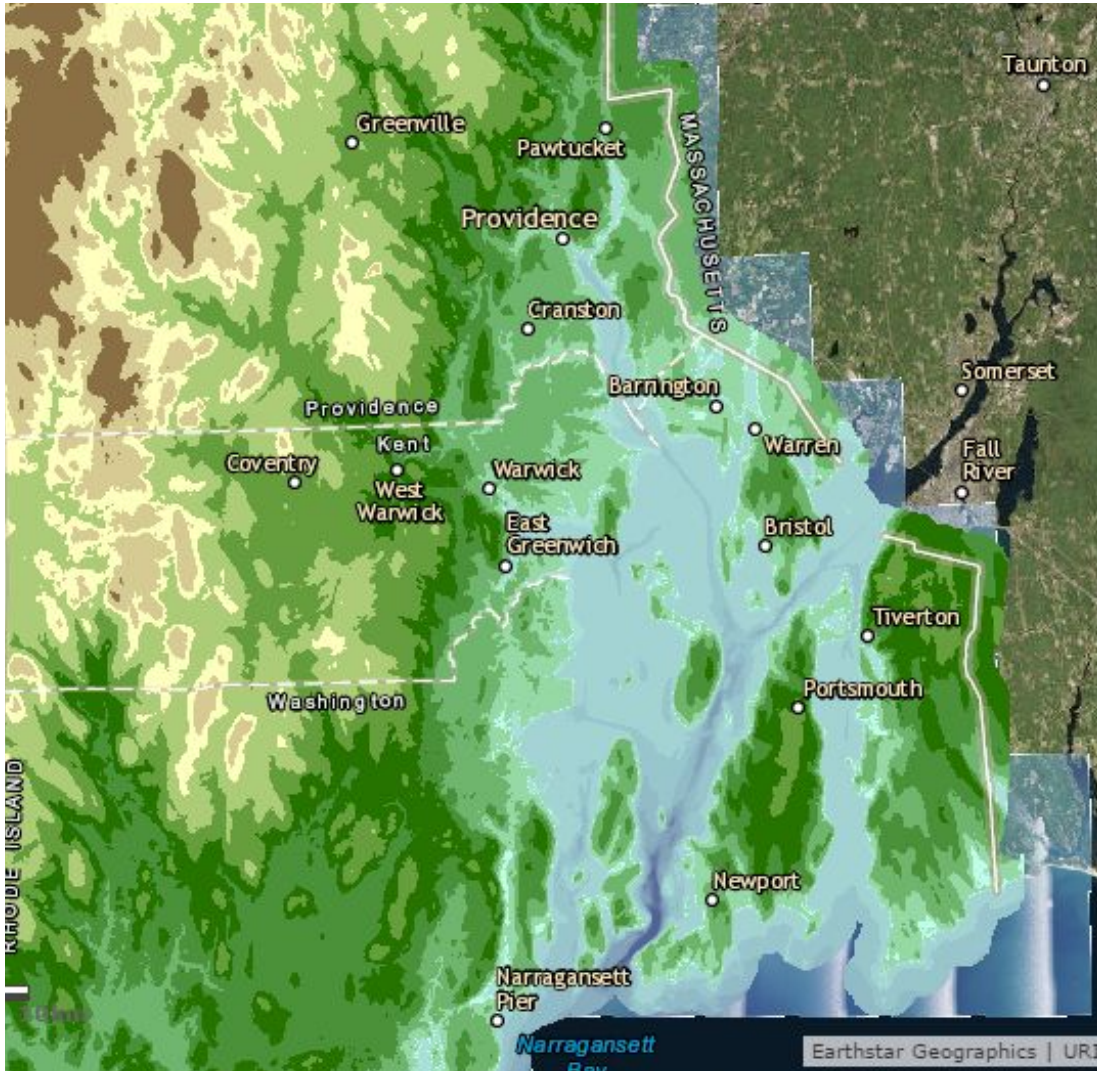 Taunton
Greenville
Pawtucket
MASSACHUSETTS
Providence
Cranston
Somerset
Barrington
Providence
Kent
Warren
Fall
River
Coventry
West
Warwick
Warwick
East
Greenwich
Bristol
Tiverton
Washington
Portsmouth
RHODE ISLAND
Newport
Narragansett
Pier
Narragansett
Bay
Earthstar Geographics | URI